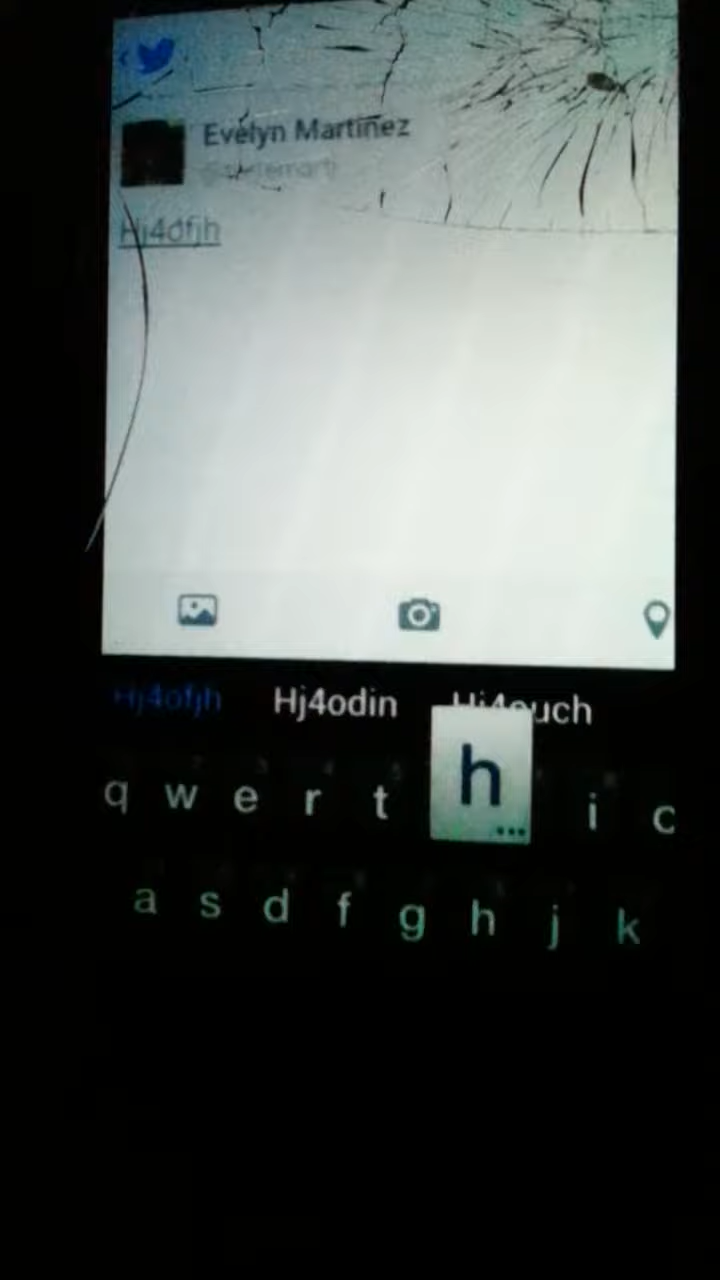 Evelyn Martinez
Hj4dfjh
Hj4ofjh Hj4odin
h
q w e r t i
a s d f g h j k